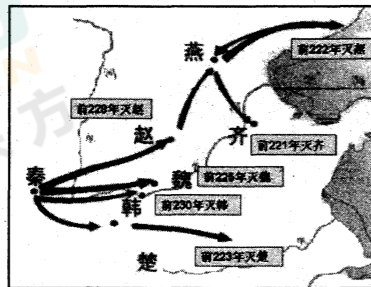 燕
前222年灭燕
前228年灭赵
赵
齐
前221年灭齐
秦
魏
前225年灭魏
韩
前230年灭韩
前223年灭楚
楚